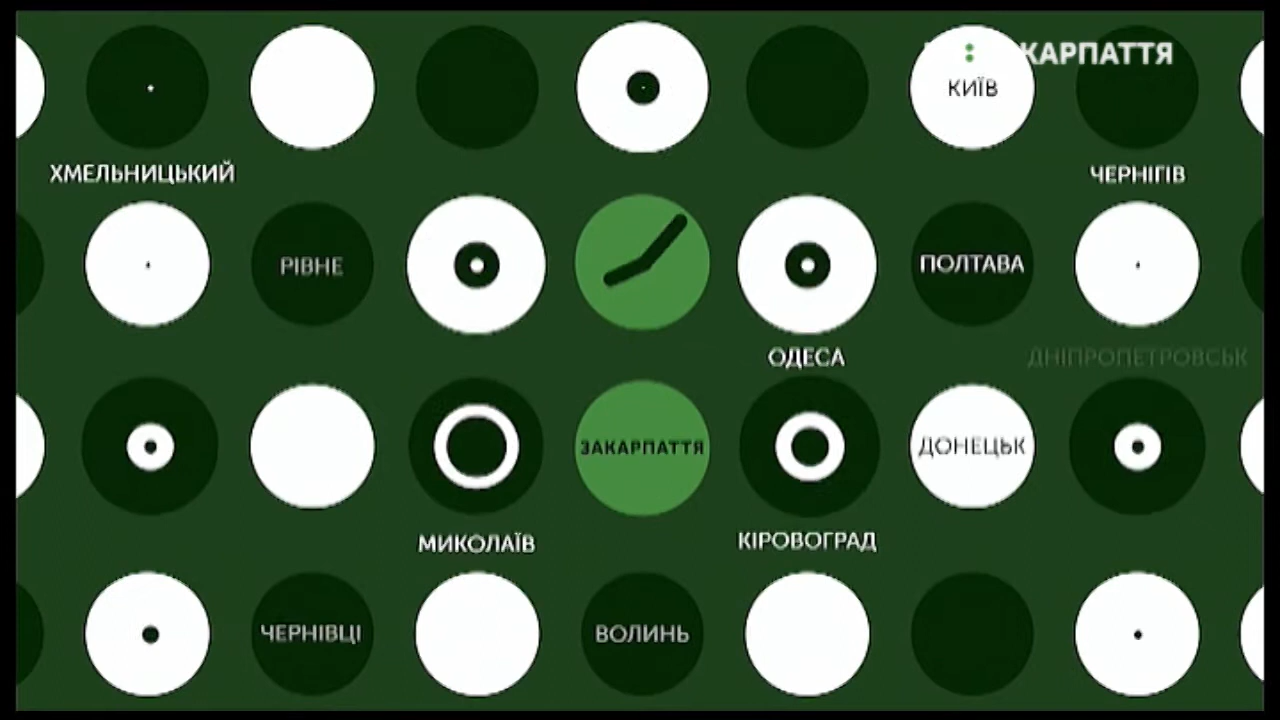 КАРПАТТЯ
КИЇВ
ХМЕЛЬНИЦЬКИЙ
ЧЕРНІГІВ
РІВНЕ
ПОЛТАВА
ОДЕСА
ДНІПРОПЕТРОВСЬК
ЗАКАРПАТТЯ
ДОНЕЦЬК
МИКОЛАЇВ
КІРОВОГРАД
ЧЕРНІВЦІ
ВОЛИНЬ